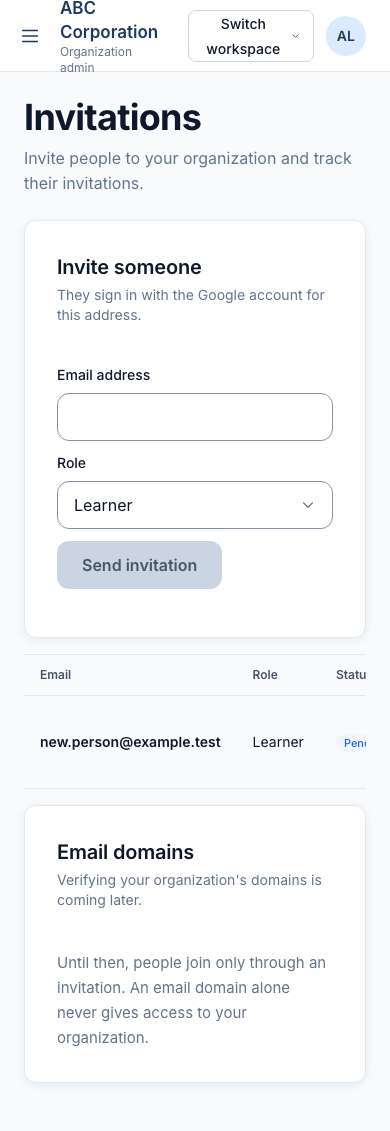 ABC
Corporation
Organization
admin
Switch
workspace
AL
Invitations
Invite people to your organization and track
their invitations.
Invite someone
They sign in with the Google account for
this address.
Email address
Role
Learner
Send invitation
Email Role Statu
new.person@example.test Learner Pen
Email domains
Verifying your organization's domains is
coming later.
Until then, people join only through an
invitation. An email domain alone
never gives access to your
organization.